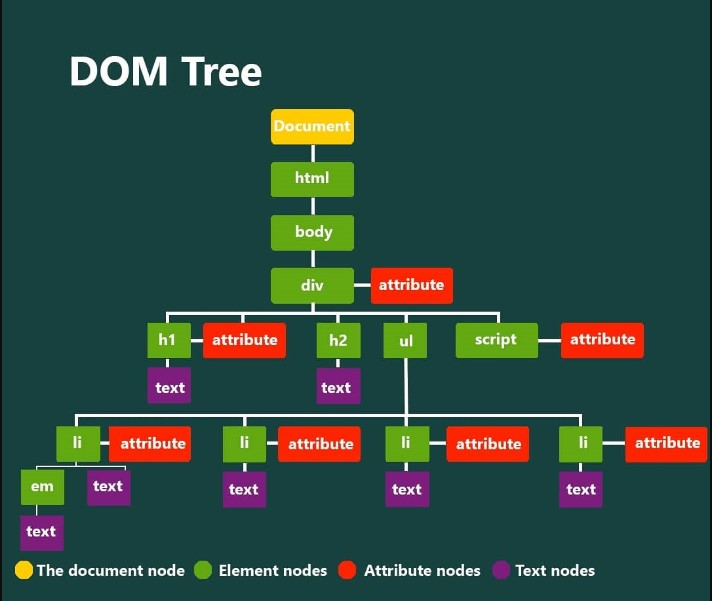 DOM Tree
Document
html
body
div attribute
h1 attribute h2 ul script attribute
text text
li attribute li attribute li attribute li attribute
em text text text text
text
The document node Element nodes Attribute nodes Text nodes